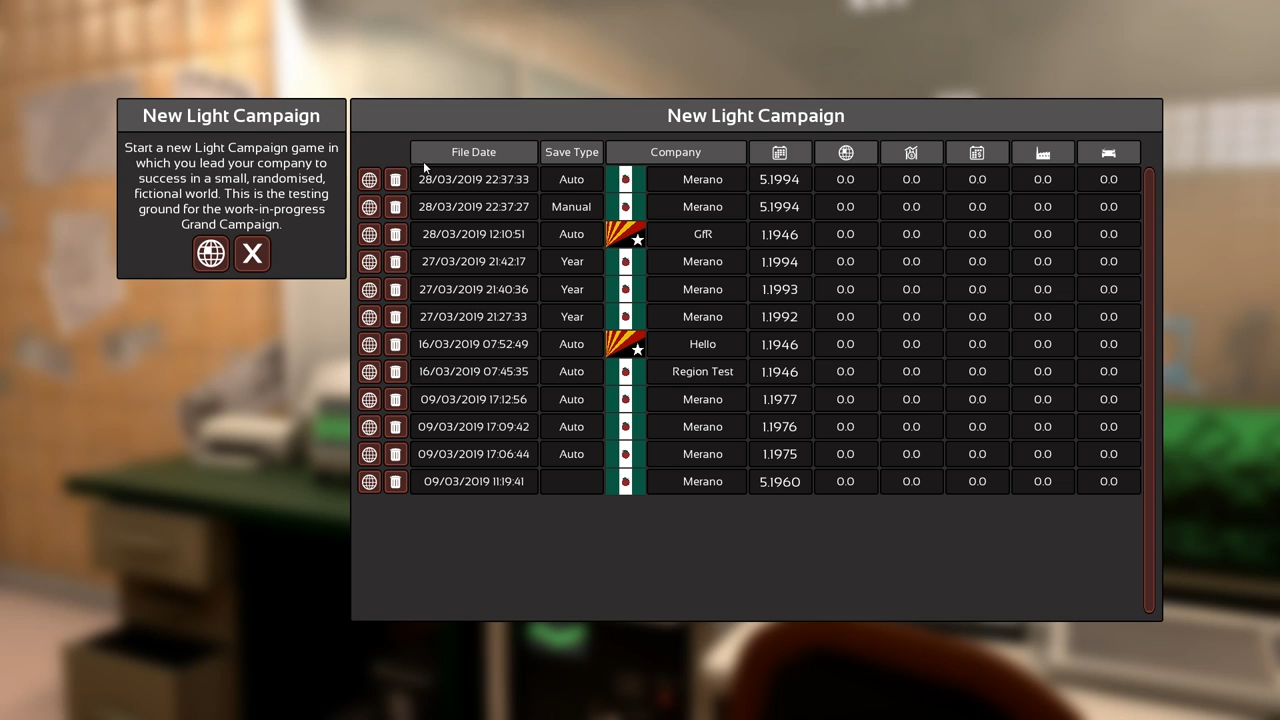 New Light Campaign
Start a new Light Campaign game in
which you lead your company to
success in a small, randomised,
fictional world. This is the testing
ground for the work-in-progress
Grand Campaign.
X
New Light Campaign
File Date Save Type Company
28/03/2019 22:37:33 Auto Merano 5.1994 0.0 0.0 0.0 0.0 0.0
28/03/2019 22:37:27 Manual Merano 5.1994 0.0 0.0 0.0 0.0 0.0
28/03/2019 12:10:51 Auto GfR 1.1946 0.0 0.0 0.0 0.0 0.0
27/03/2019 21:42:17 Year Merano 1.1994 0.0 0.0 0.0 0.0 0.0
27/03/2019 21:40:36 Year Merano 1.1993 0.0 0.0 0.0 0.0 0.0
27/03/2019 21:27:33 Year Merano 1.1992 0.0 0.0 0.0 0.0 0.0
16/03/2019 07:52:49 Auto Hello 1.1946 0.0 0.0 0.0 0.0 0.0
16/03/2019 07:45:35 Auto Region Test 1.1946 0.0 0.0 0.0 0.0 0.0
09/03/2019 17:12:56 Auto Merano 1.1977 0.0 0.0 0.0 0.0 0.0
09/03/2019 17:09:42 Auto Merano 1.1976 0.0 0.0 0.0 0.0 0.0
09/03/2019 17:06:44 Auto Merano 1.1975 0.0 0.0 0.0 0.0 0.0
09/03/2019 11:19:41 Merano 5.1960 0.0 0.0 0.0 0.0 0.0